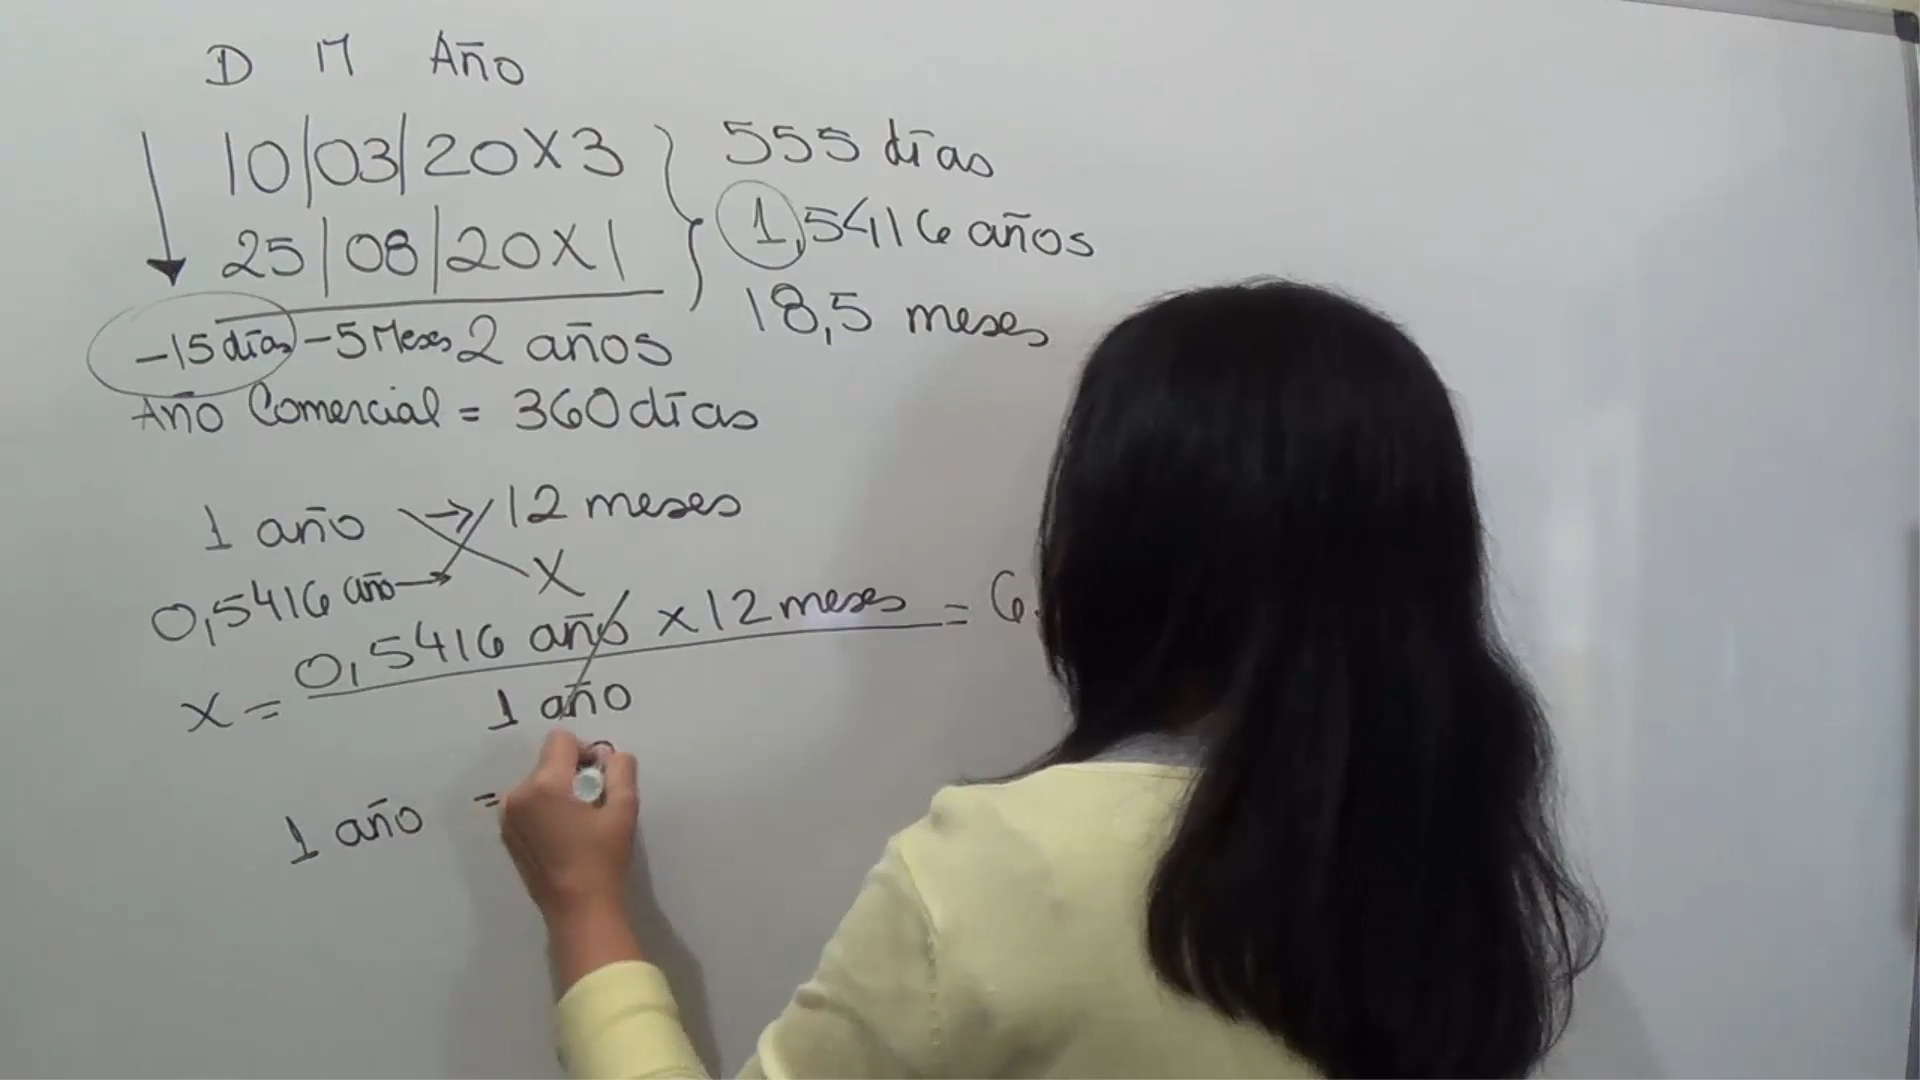 D M Año
10/03/20X3
25/08/20X1
-15 días -5 Meses 2 años
555 días
1,5416 años
18,5 meses
Año Comercial = 360 días
1 año → 12 meses
0,5416 año → X
x = 0,5416 año x 12 meses = 6
1 año
1 año =